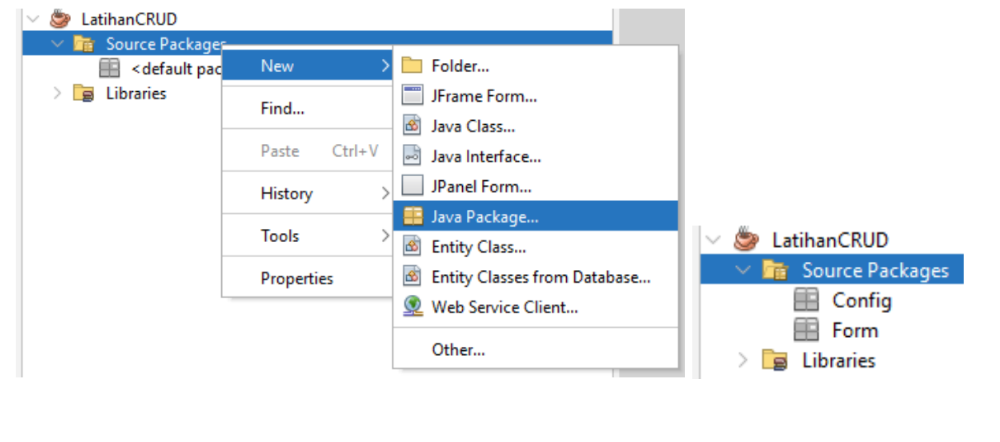 LatihanCRUD
Source Packages
<default pac
Libraries
New
Find...
Paste Ctrl+V
History
Tools
Properties
Folder...
JFrame Form...
Java Class...
Java Interface...
JPanel Form...
Java Package...
Entity Class...
Entity Classes from Database...
Web Service Client...
Other...
LatihanCRUD
Source Packages
Config
Form
Libraries